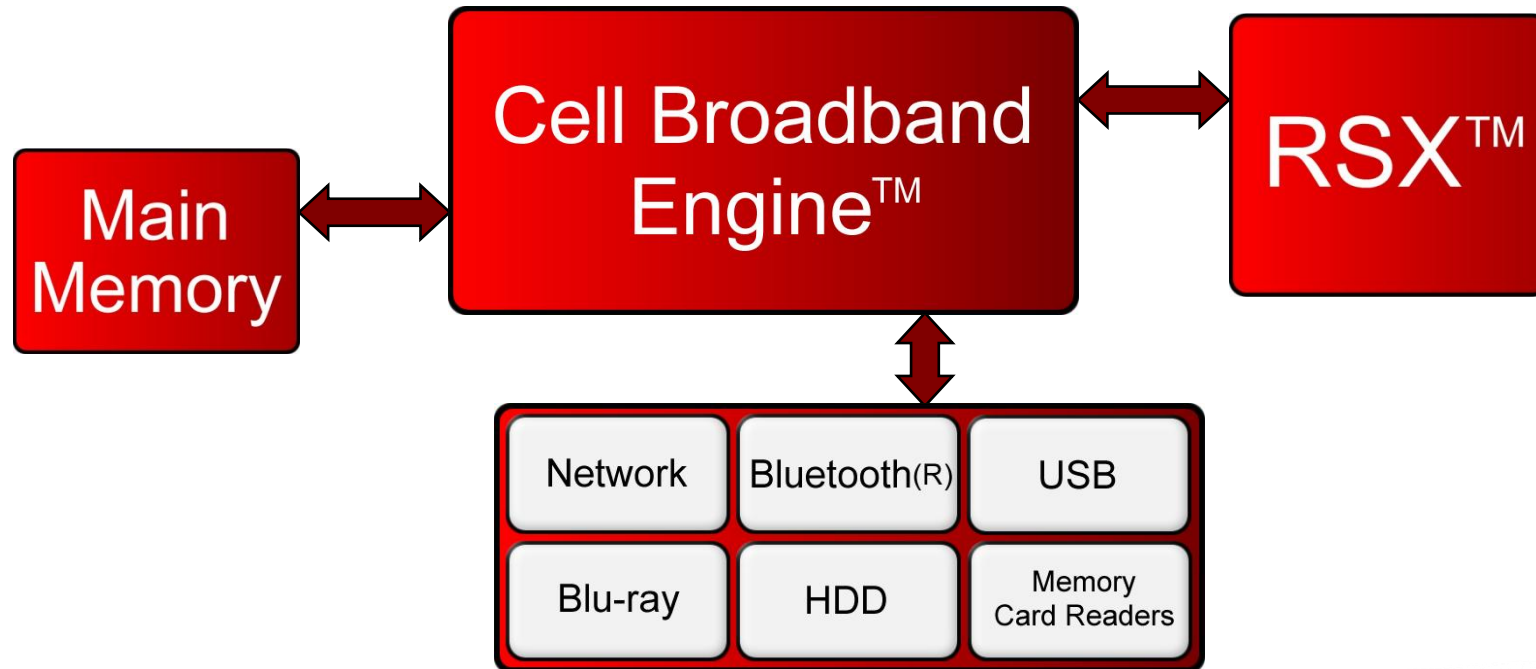 Cell Broadband
Engine™
RSX™
Main
Memory
Network
Bluetooth(R)
USB
Blu-ray
HDD
Memory
Card Readers